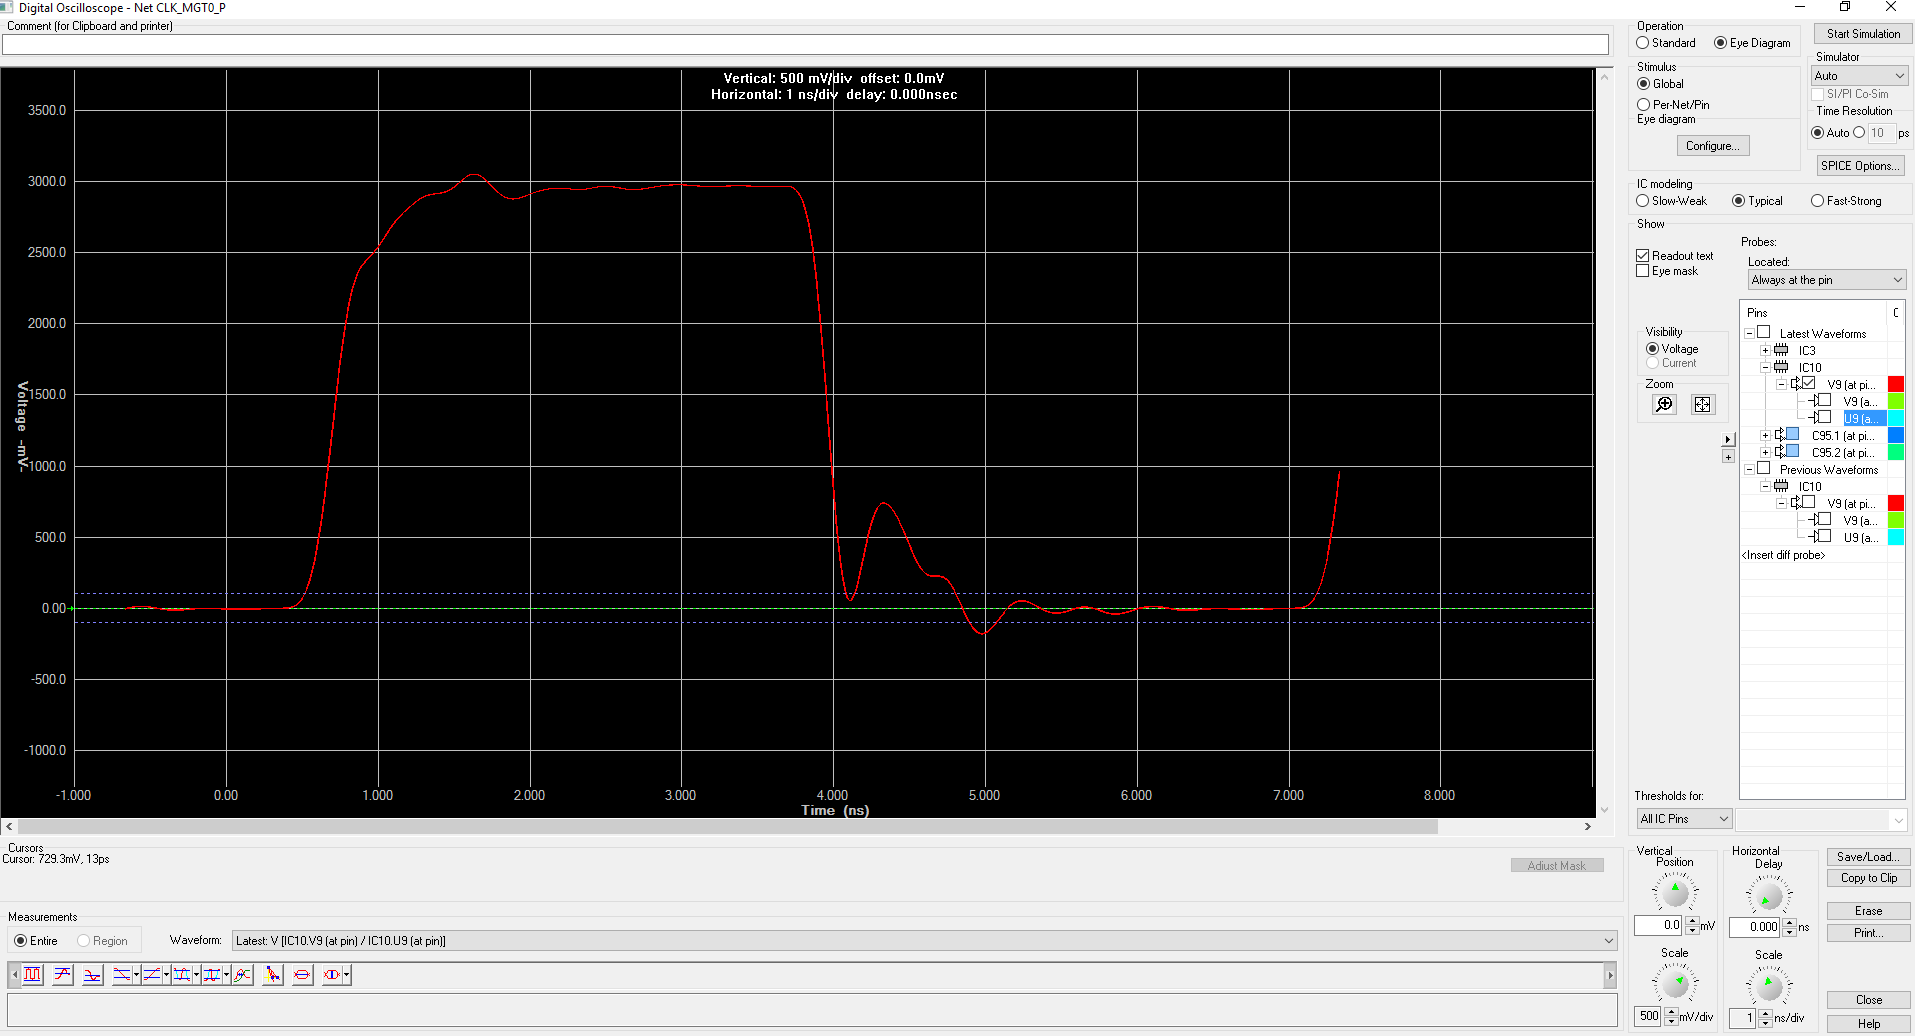 Digital Oscilloscope - Net CLK_MGT0_P
Comment (for Clipboard and printer)
Vertical: 500 mV/div offset: 0.0mV
Horizontal: 1 ns/div delay: 0.000nsec
3500.0
3000.0
2500.0
2000.0
1500.0
1000.0
500.0
0.00
-500.0
-1000.0
Voltage -mV-
-1.000 0.00 1.000 2.000 3.000 4.000 5.000 6.000 7.000 8.000
Time (ns)
Operation
Standard Eye Diagram
Stimulus
Global
Per-Net/Pin
Eye diagram
Configure...
Start Simulation
Simulator
Auto
SI/PI Co-Sim
Time Resolution
Auto 10 ps
SPICE Options...
IC modeling
Slow-Weak Typical Fast-Strong
Show
Readout text
Eye mask
Probes:
Located:
Always at the pin
Visibility
Voltage
Current
Zoom
Pins C
Latest Waveforms
IC3
IC10
V9 (at pi...
V9 (a...
U9 (a...
C95.1 (at pi...
C95.2 (at pi...
Previous Waveforms
IC10
V9 (at pi...
V9 (a...
U9 (a...
<Insert diff probe>
Thresholds for:
All IC Pins
Cursors
Cursor: 729.3mV, 13ps
Adjust Mask
Measurements
Entire Region
Waveform: Latest: V [IC10.V9 (at pin) / IC10.U9 (at pin)]
Vertical
Position
0.0 mV
Scale
500 mV/div
Horizontal
Delay
0.000 ns
Scale
1 ns/div
Save/Load...
Copy to Clip
Erase
Print...
Close
Help